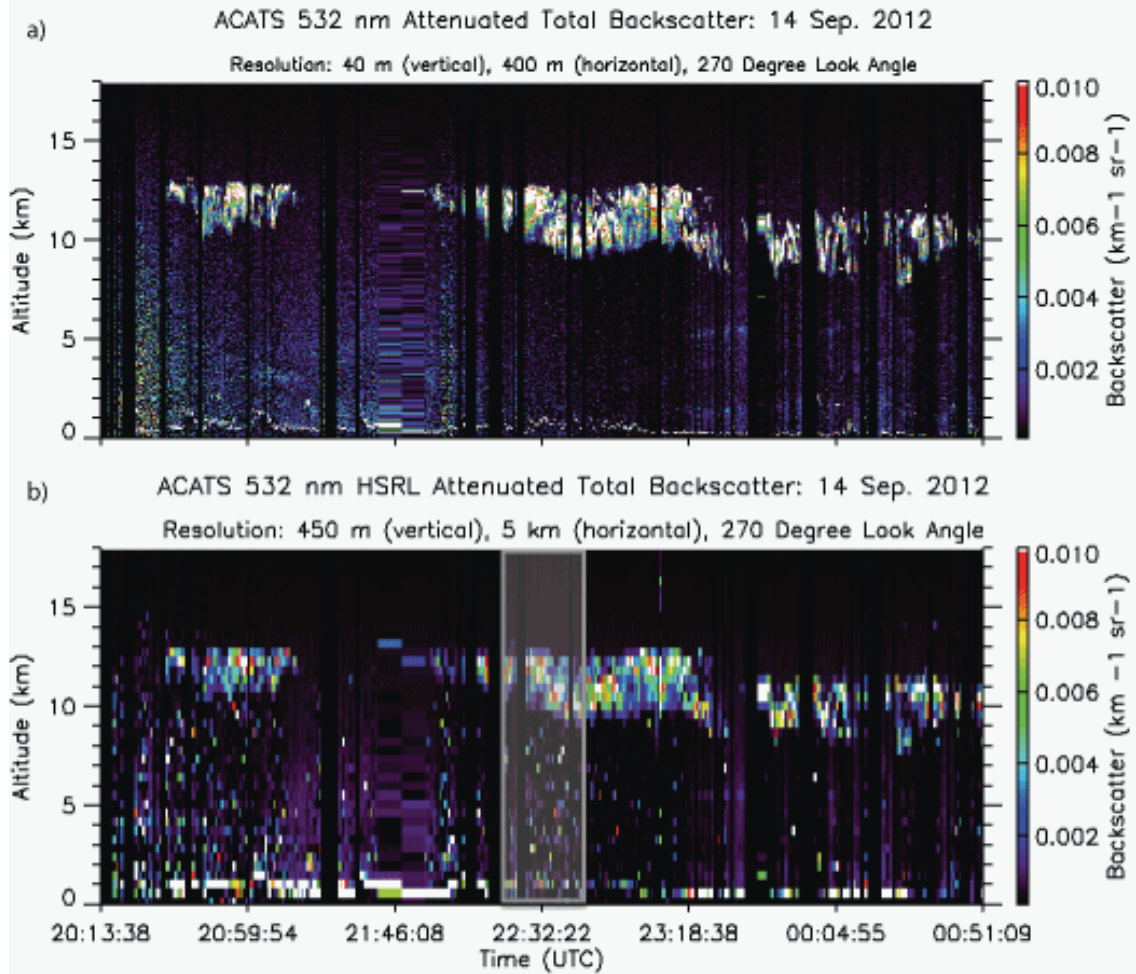 a)
ACATS 532 nm Attenuated Total Backscatter: 14 Sep. 2012
Resolution: 40 m (vertical), 400 m (horizontal), 270 Degree Look Angle
15
10
5
0
Altitude (km)
0.010
0.008
0.006
0.004
0.002
Backscatter (km-1 sr-1)
b)
ACATS 532 nm HSRL Attenuated Total Backscatter: 14 Sep. 2012
Resolution: 450 m (vertical), 5 km (horizontal), 270 Degree Look Angle
15
10
5
0
Altitude (km)
0.010
0.008
0.006
0.004
0.002
Backscatter (km -1 sr-1)
20:13:38 20:59:54 21:46:08 22:32:22 23:18:38 00:04:55 00:51:09
Time (UTC)